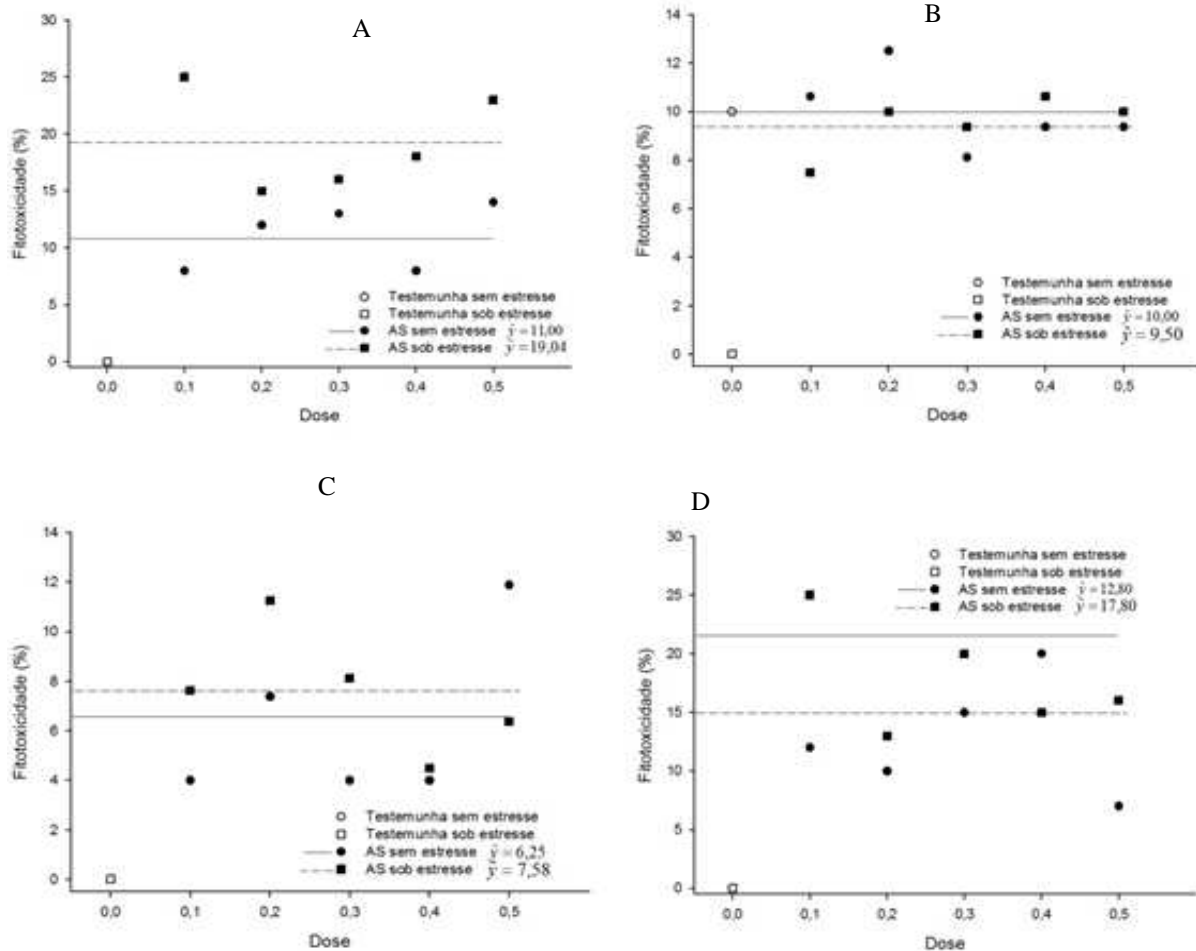 A
Fitotoxicidade (%)
30
25
20
15
10
5
0
0,0 0,1 0,2 0,3 0,4 0,5
Dose
Testemunha sem estresse
Testemunha sob estresse
AS sem estresse ŷ = 11,00
AS sob estresse ŷ = 19,04
B
Fitotoxicidade (%)
14
12
10
8
6
4
2
0
0,0 0,1 0,2 0,3 0,4 0,5
Dose
Testemunha sem estresse
Testemunha sob estresse
AS sem estresse ŷ = 10,00
AS sob estresse ŷ = 9,50
C
Fitotoxicidade (%)
14
12
10
8
6
4
2
0
0,0 0,1 0,2 0,3 0,4 0,5
Dose
Testemunha sem estresse
Testemunha sob estresse
AS sem estresse ŷ = 6,25
AS sob estresse ŷ = 7,58
D
Fitotoxicidade (%)
30
25
20
15
10
5
0
0,0 0,1 0,2 0,3 0,4 0,5
Dose
Testemunha sem estresse
Testemunha sob estresse
AS sem estresse ŷ = 12,80
AS sob estresse ŷ = 17,80